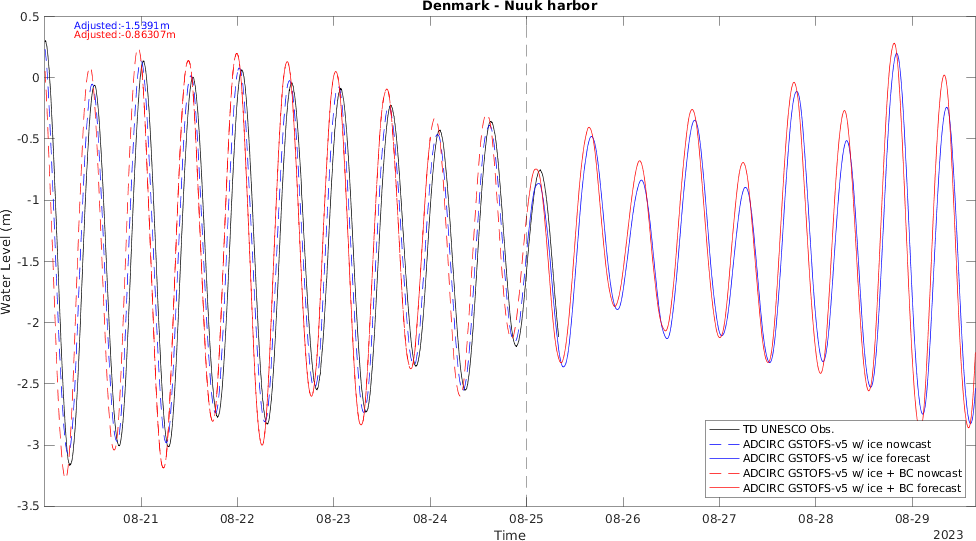 Denmark - Nuuk harbor
Adjusted:-1.5391m
Adjusted:-0.86307m
0.5
0
-0.5
-1
-1.5
-2
-2.5
-3
-3.5
Water Level (m)
TD UNESCO Obs.
ADCIRC GSTOFS-v5 w/ ice nowcast
ADCIRC GSTOFS-v5 w/ ice forecast
ADCIRC GSTOFS-v5 w/ ice + BC nowcast
ADCIRC GSTOFS-v5 w/ ice + BC forecast
08-21 08-22 08-23 08-24 08-25 08-26 08-27 08-28 08-29
Time
2023